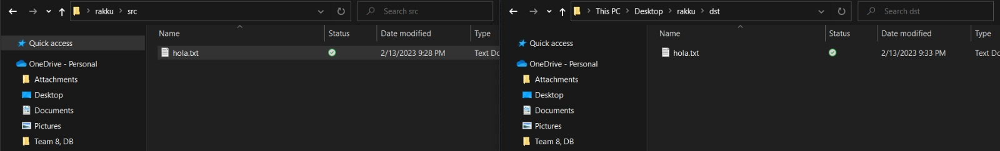 rakku > src
Search src
Name Status Date modified Type
Quick access
hola.txt 2/13/2023 9:28 PM Text Do
OneDrive - Personal
Attachments
Desktop
Documents
Pictures
Team 8, DB
This PC > Desktop > rakku > dst
Search dst
Name Status Date modified Type
Quick access
hola.txt 2/13/2023 9:33 PM Text Do
OneDrive - Personal
Attachments
Desktop
Documents
Pictures
Team 8, DB